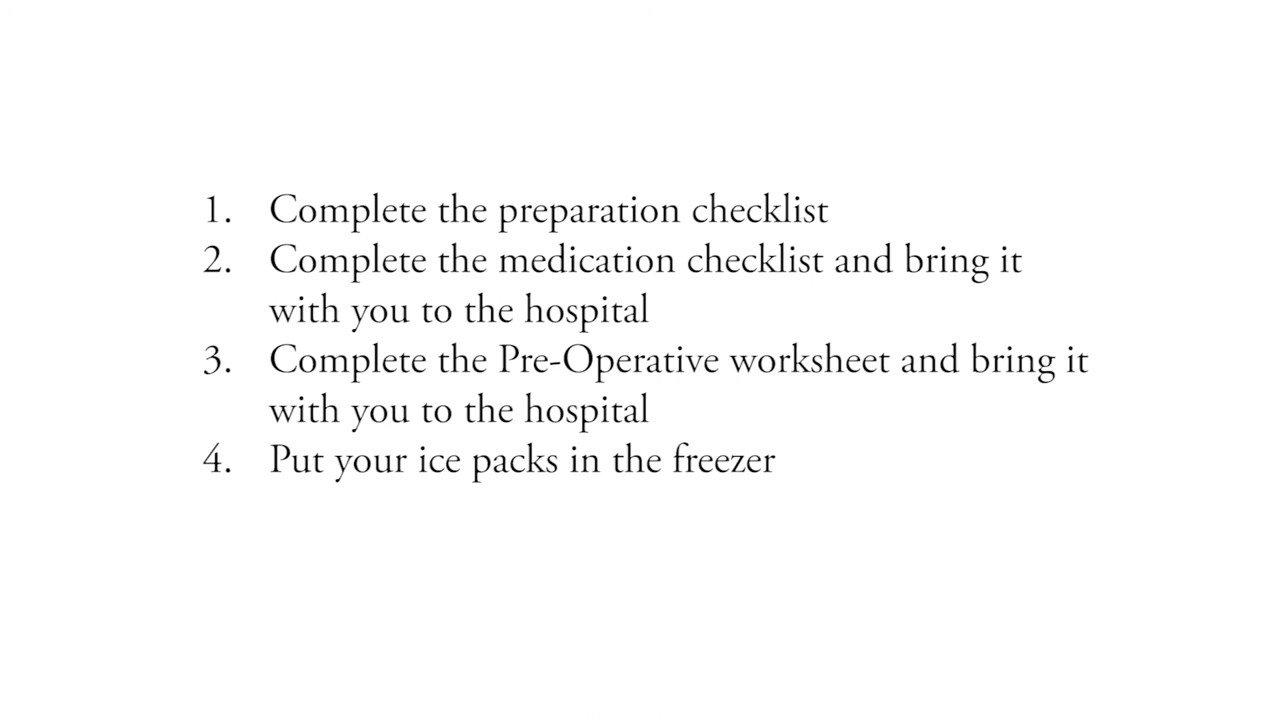 1. Complete the preparation checklist
2. Complete the medication checklist and bring it
with you to the hospital
3. Complete the Pre-Operative worksheet and bring it
with you to the hospital
4. Put your ice packs in the freezer